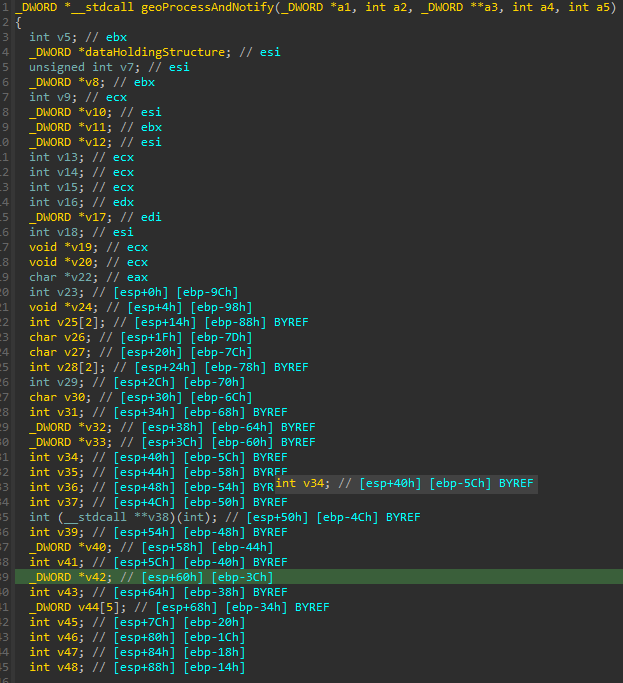 1 _DWORD *__stdcall geoProcessAndNotify(_DWORD *a1, int a2, _DWORD **a3, int a4, int a5)
2 {
3 int v5; // ebx
4 _DWORD *dataHoldingStructure; // esi
5 unsigned int v7; // esi
6 _DWORD *v8; // ebx
7 int v9; // ecx
8 _DWORD *v10; // esi
9 _DWORD *v11; // ebx
10 _DWORD *v12; // esi
11 int v13; // ecx
12 int v14; // ecx
13 int v15; // ecx
14 int v16; // edx
15 _DWORD *v17; // edi
16 int v18; // esi
17 void *v19; // ecx
18 void *v20; // ecx
19 char *v22; // eax
20 int v23; // [esp+0h] [ebp-9Ch]
21 void *v24; // [esp+4h] [ebp-98h]
22 int v25[2]; // [esp+14h] [ebp-88h] BYREF
23 char v26; // [esp+1Fh] [ebp-7Dh]
24 char v27; // [esp+20h] [ebp-7Ch]
25 int v28[2]; // [esp+24h] [ebp-78h] BYREF
26 int v29; // [esp+2Ch] [ebp-70h]
27 char v30; // [esp+30h] [ebp-6Ch]
28 int v31; // [esp+34h] [ebp-68h] BYREF
29 _DWORD *v32; // [esp+38h] [ebp-64h] BYREF
30 _DWORD *v33; // [esp+3Ch] [ebp-60h] BYREF
31 int v34; // [esp+40h] [ebp-5Ch] BYREF
32 int v35; // [esp+44h] [ebp-58h] BYREF
int v34; // [esp+40h] [ebp-5Ch] BYREF
33 int v36; // [esp+48h] [ebp-54h] BYREF
34 int v37; // [esp+4Ch] [ebp-50h] BYREF
35 int (__stdcall **v38)(int); // [esp+50h] [ebp-4Ch] BYREF
36 int v39; // [esp+54h] [ebp-48h] BYREF
37 _DWORD *v40; // [esp+58h] [ebp-44h]
38 int v41; // [esp+5Ch] [ebp-40h] BYREF
39 _DWORD *v42; // [esp+60h] [ebp-3Ch]
40 int v43; // [esp+64h] [ebp-38h] BYREF
41 _DWORD v44[5]; // [esp+68h] [ebp-34h] BYREF
42 int v45; // [esp+7Ch] [ebp-20h]
43 int v46; // [esp+80h] [ebp-1Ch]
44 int v47; // [esp+84h] [ebp-18h]
45 int v48; // [esp+88h] [ebp-14h]